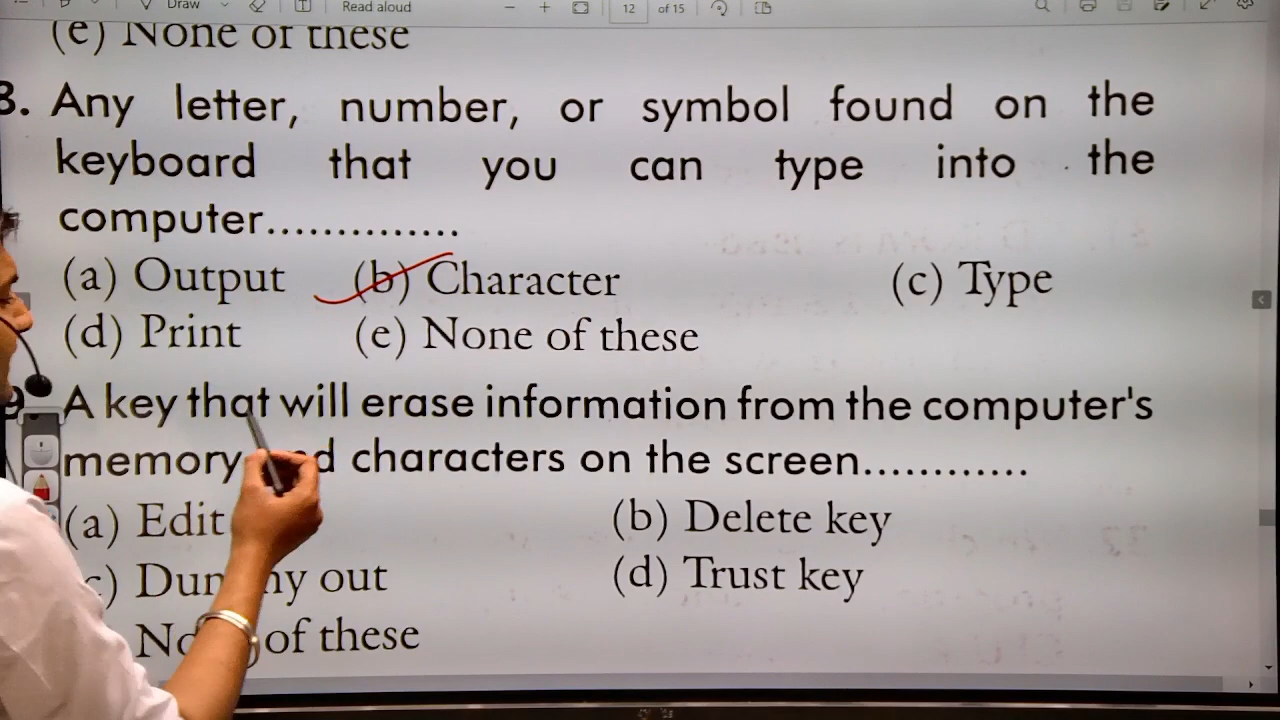 Draw Read aloud 12 of 15
(e) None of these
8. Any letter, number, or symbol found on the
keyboard that you can type into the
computer..............
(a) Output (b) Character (c) Type
(d) Print (e) None of these
9 A key that will erase information from the computer's
memory characters on the screen.............
(a) Edit (b) Delete key
out (d) Trust key
of these